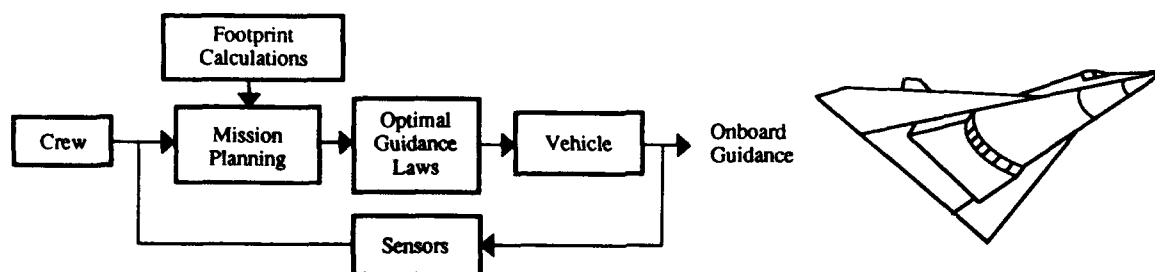 Footprint
Calculations
Crew
Mission
Planning
Optimal
Guidance
Laws
Vehicle
Onboard
Guidance
Sensors